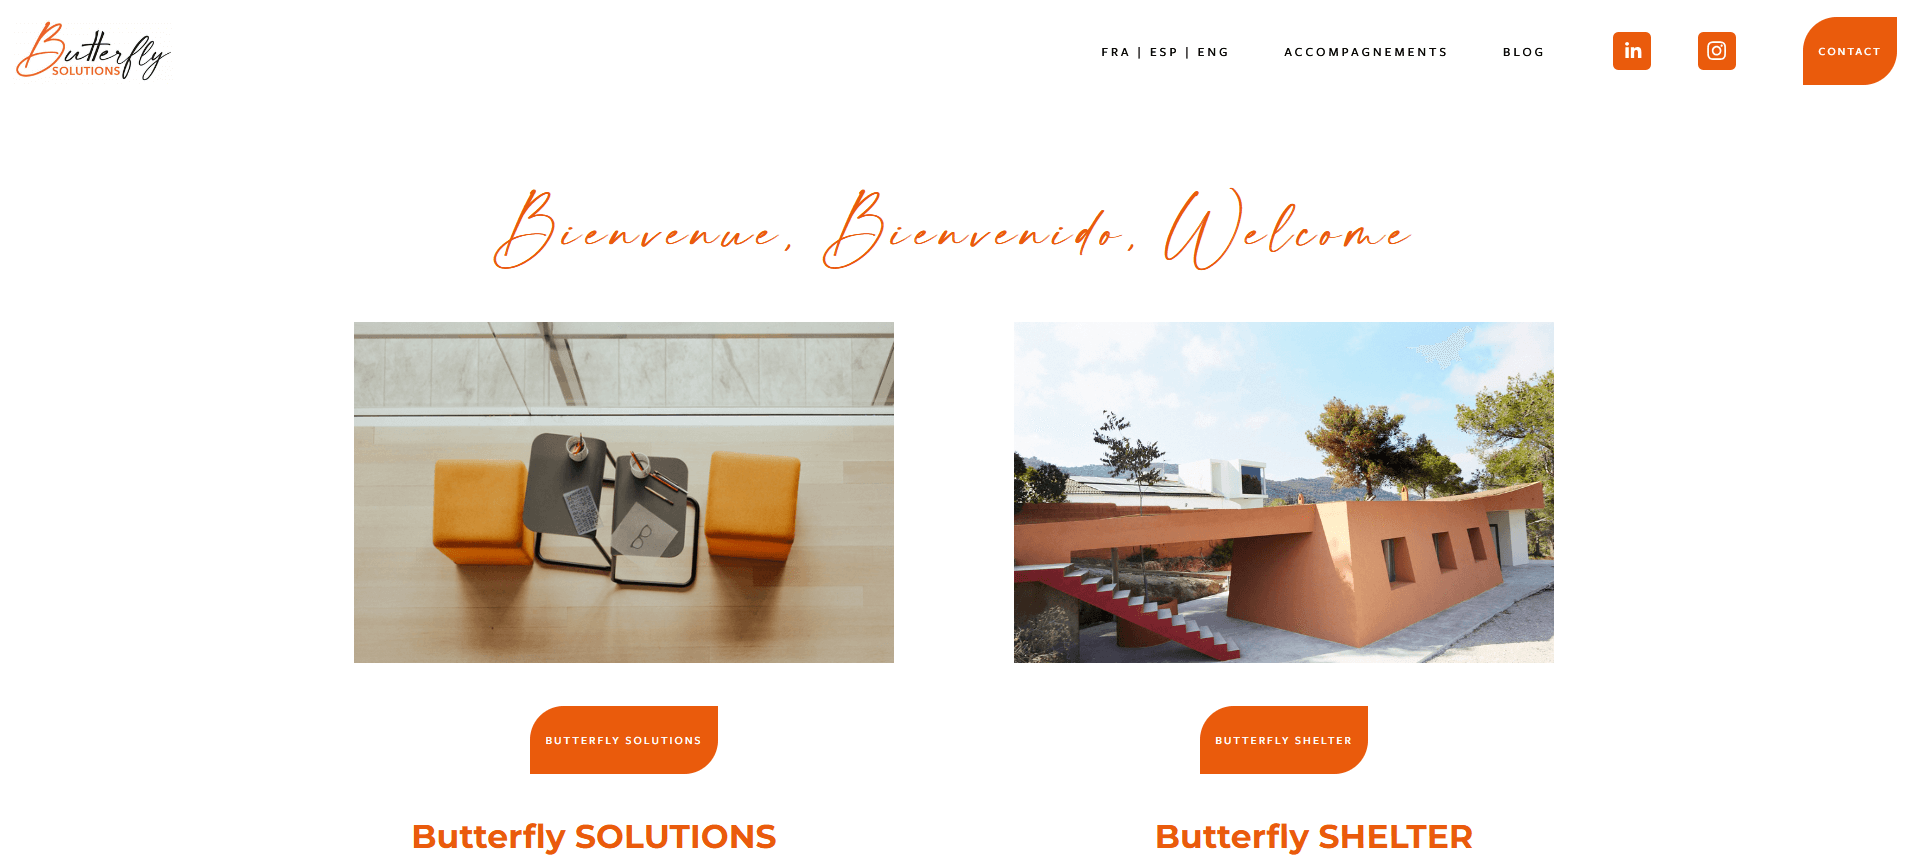 Butterfly
SOLUTIONS
FRA | ESP | ENG
ACCOMPAGNEMENTS
BLOG
in
CONTACT
Bienvenue, Bienvenido, Welcome
BUTTERFLY SOLUTIONS
BUTTERFLY SHELTER
Butterfly SOLUTIONS
Butterfly SHELTER